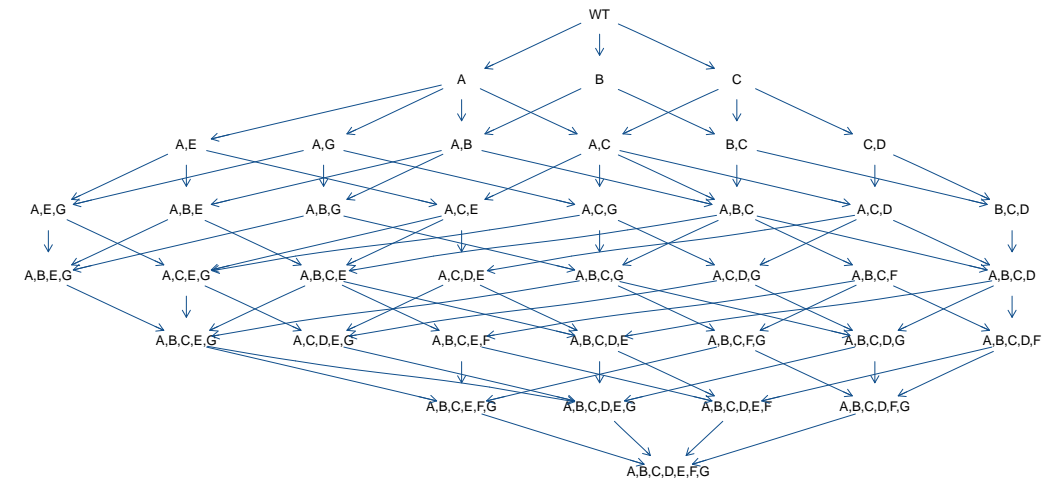 WT
A B C
A,E A,G A,B A,C B,C C,D
A,E,G A,B,E A,B,G A,C,E A,C,G A,B,C A,C,D B,C,D
A,B,E,G A,C,E,G A,B,C,E A,C,D,E A,B,C,G A,C,D,G A,B,C,F A,B,C,D
A,B,C,E,G A,C,D,E,G A,B,C,E,F A,B,C,D,E A,B,C,F,G A,B,C,D,G A,B,C,D,F
A,B,C,E,F,G A,B,C,D,E,G A,B,C,D,E,F A,B,C,D,F,G
A,B,C,D,E,F,G